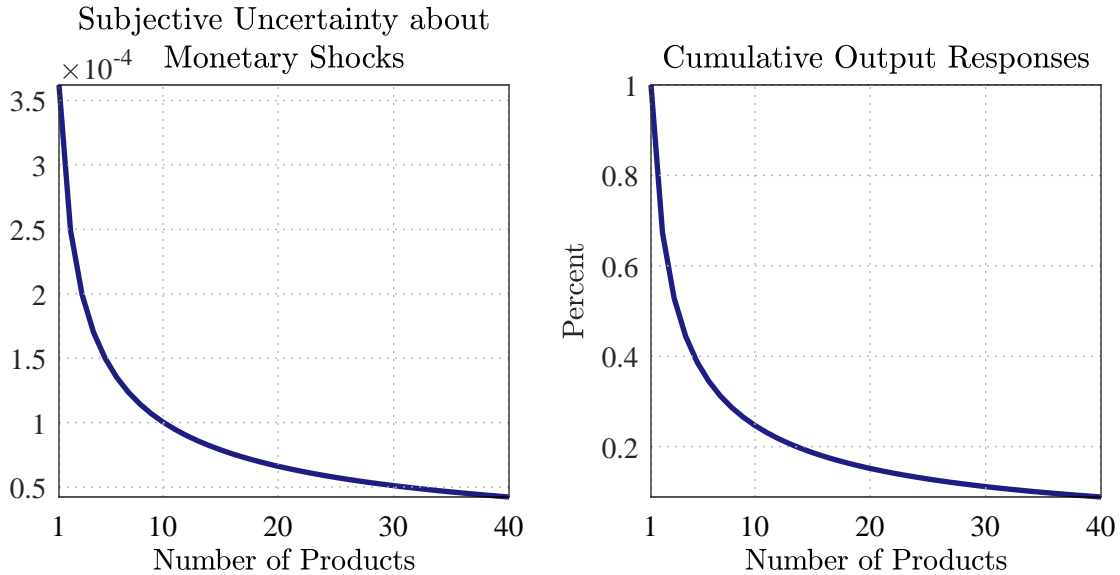 Subjective Uncertainty about
Monetary Shocks
×10-4
3.5
3
2.5
2
1.5
1
0.5
1 10 20 30 40
Number of Products
Cumulative Output Responses
Percent
1
0.8
0.6
0.4
0.2
1 10 20 30 40
Number of Products